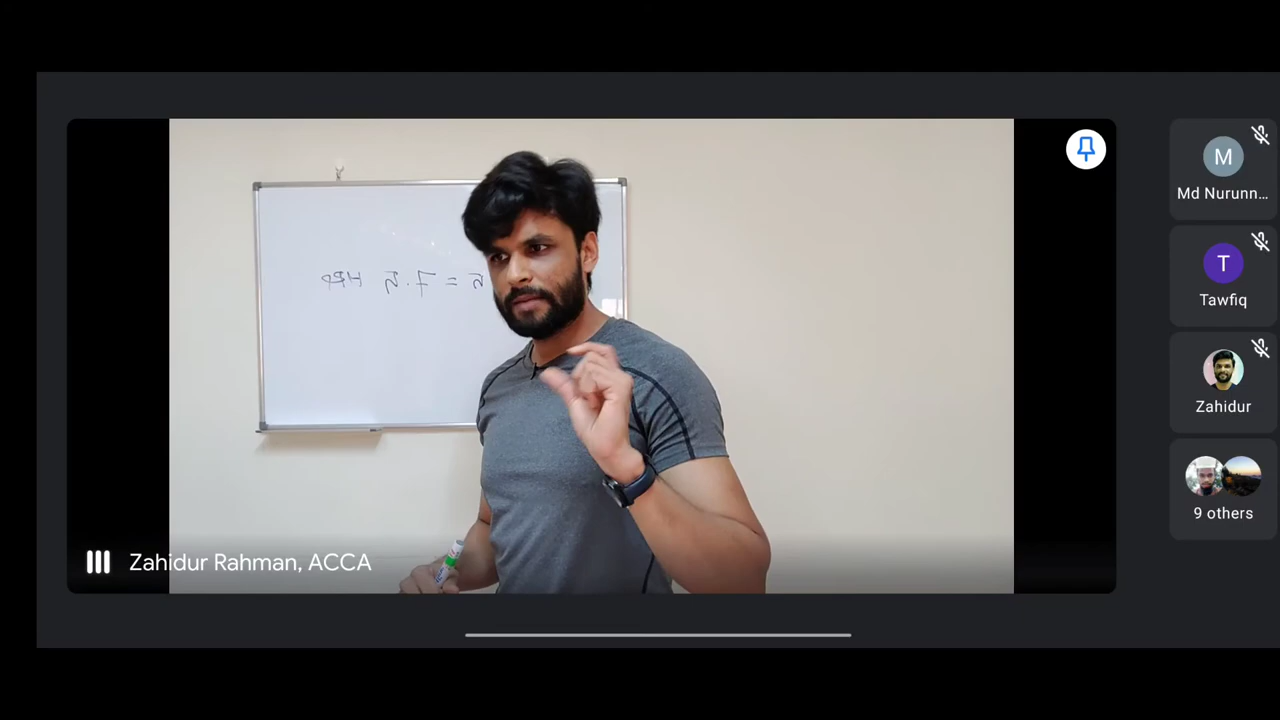 M
Md Nurunn...
T
Tawfiq
Zahidur
9 others
Zahidur Rahman, ACCA